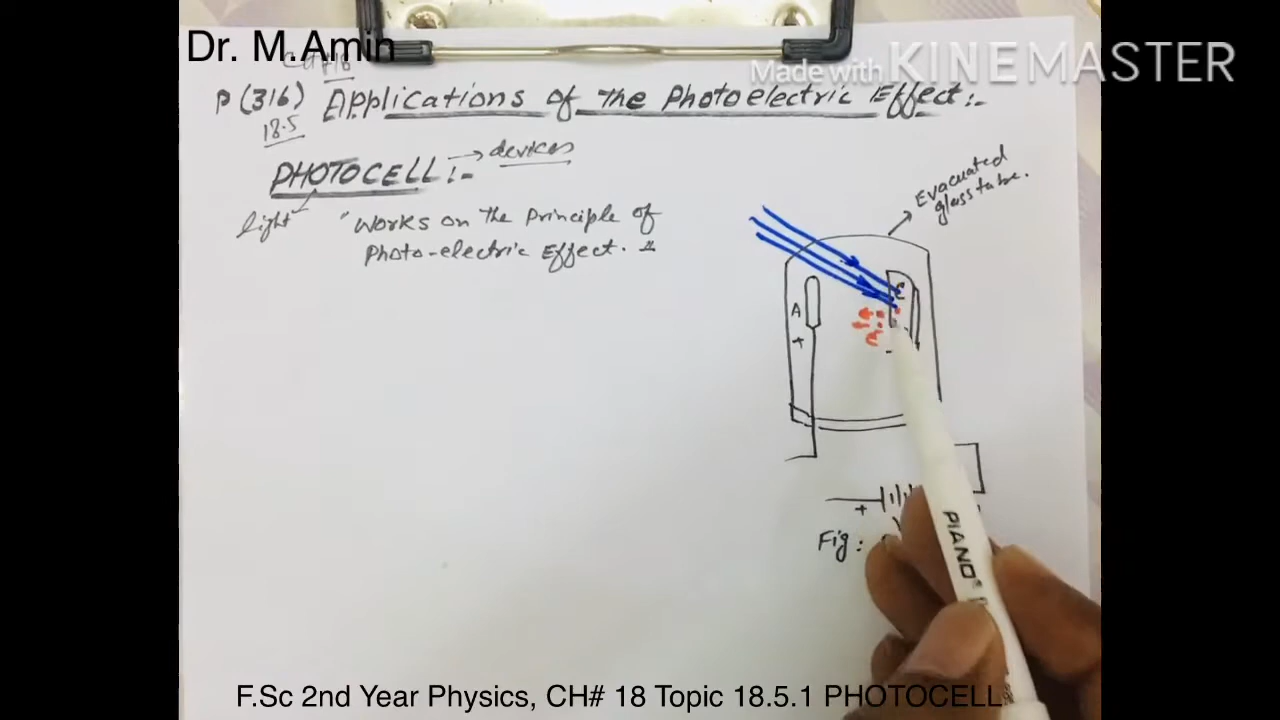 Dr. M.Amin
Made with KINEMASTER
P (316) Applications of the Photoelectric Effect:-
18.5
PHOTOCELL:- → devices
light
"Works on the Principle of
Photo-electric Effect."
Evacuated
glass tube.
A
+
C
+
Fig:
PIANO
F.Sc 2nd Year Physics, CH# 18 Topic 18.5.1 PHOTOCELL